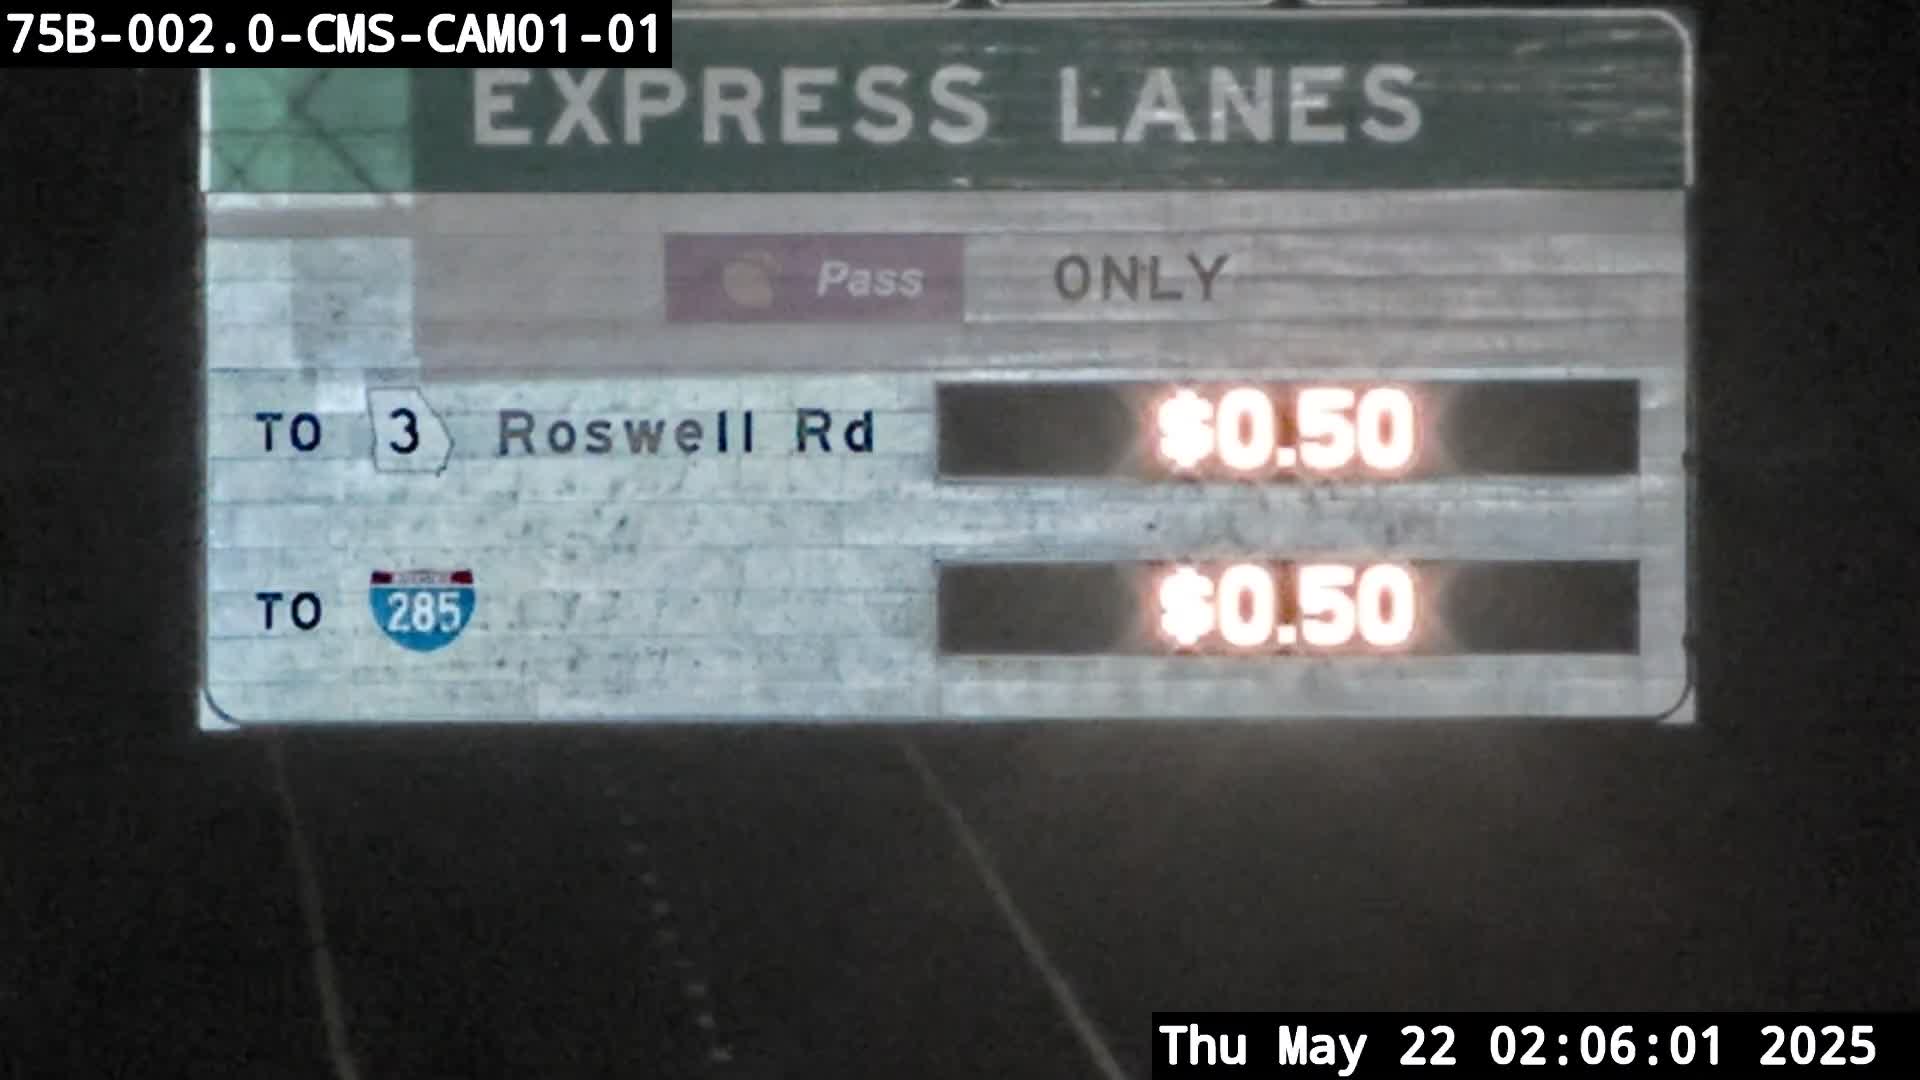 75B-002.0-CMS-CAM01-01
EXPRESS LANES
Pass ONLY
TO 3 Roswell Rd $0.50
TO 285 $0.50
Thu May 22 02:06:01 2025